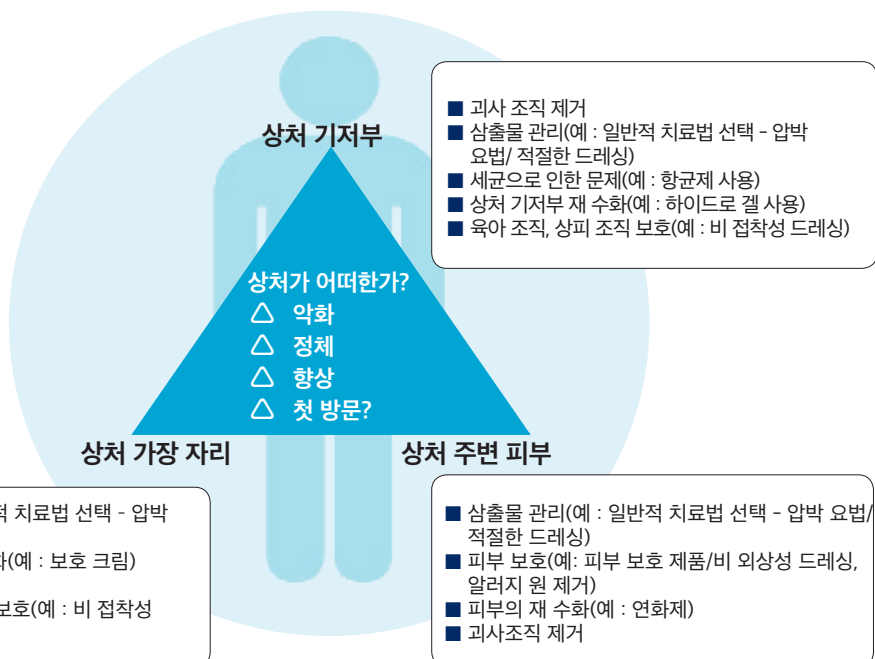 상처 기저부
■ 괴사 조직 제거
■ 삼출물 관리(예 : 일반적 치료법 선택 – 압박
요법/ 적절한 드레싱)
■ 세균으로 인한 문제(예 : 항균제 사용)
■ 상처 기저부 재 수화(예 : 하이드로 겔 사용)
■ 육아 조직, 상피 조직 보호(예 : 비 접착성 드레싱)
상처가 어떠한가?
△ 악화
△ 정체
△ 향상
△ 첫 방문?
상처 가장 자리
상처 주변 피부
치료법 선택 - 압박
(예 : 보호 크림)
보호(예 : 비 접착성
■ 삼출물 관리(예 : 일반적 치료법 선택 – 압박 요법/
적절한 드레싱)
■ 피부 보호(예: 피부 보호 제품/비 외상성 드레싱,
알러지 원 제거)
■ 피부의 재 수화(예 : 연화제)
■ 괴사조직 제거